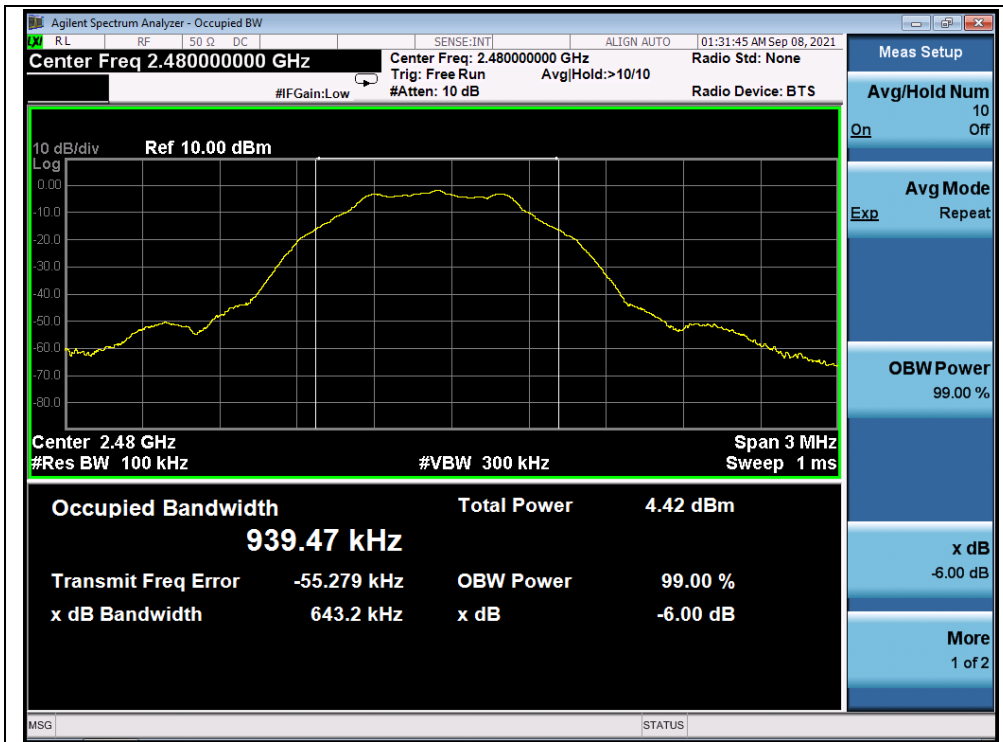 Agilent Spectrum Analyzer - Occupied BW
LXI RL RF 50 Ω DC SENSE:INT ALIGN AUTO 01:31:45 AM Sep 08, 2021
Center Freq 2.480000000 GHz
Center Freq: 2.480000000 GHz Radio Std: None
Trig: Free Run Avg|Hold:>10/10
#IFGain:Low #Atten: 10 dB Radio Device: BTS
10 dB/div Ref 10.00 dBm
Log
0.00
-10.0
-20.0
-30.0
-40.0
-50.0
-60.0
-70.0
-80.0
Center 2.48 GHz Span 3 MHz
#Res BW 100 kHz #VBW 300 kHz Sweep 1 ms
Occupied Bandwidth Total Power 4.42 dBm
939.47 kHz
Transmit Freq Error -55.279 kHz OBW Power 99.00 %
x dB Bandwidth 643.2 kHz x dB -6.00 dB
MSG STATUS
Meas Setup
Avg/Hold Num
10
On Off
Avg Mode
Exp Repeat
OBW Power
99.00 %
x dB
-6.00 dB
More
1 of 2